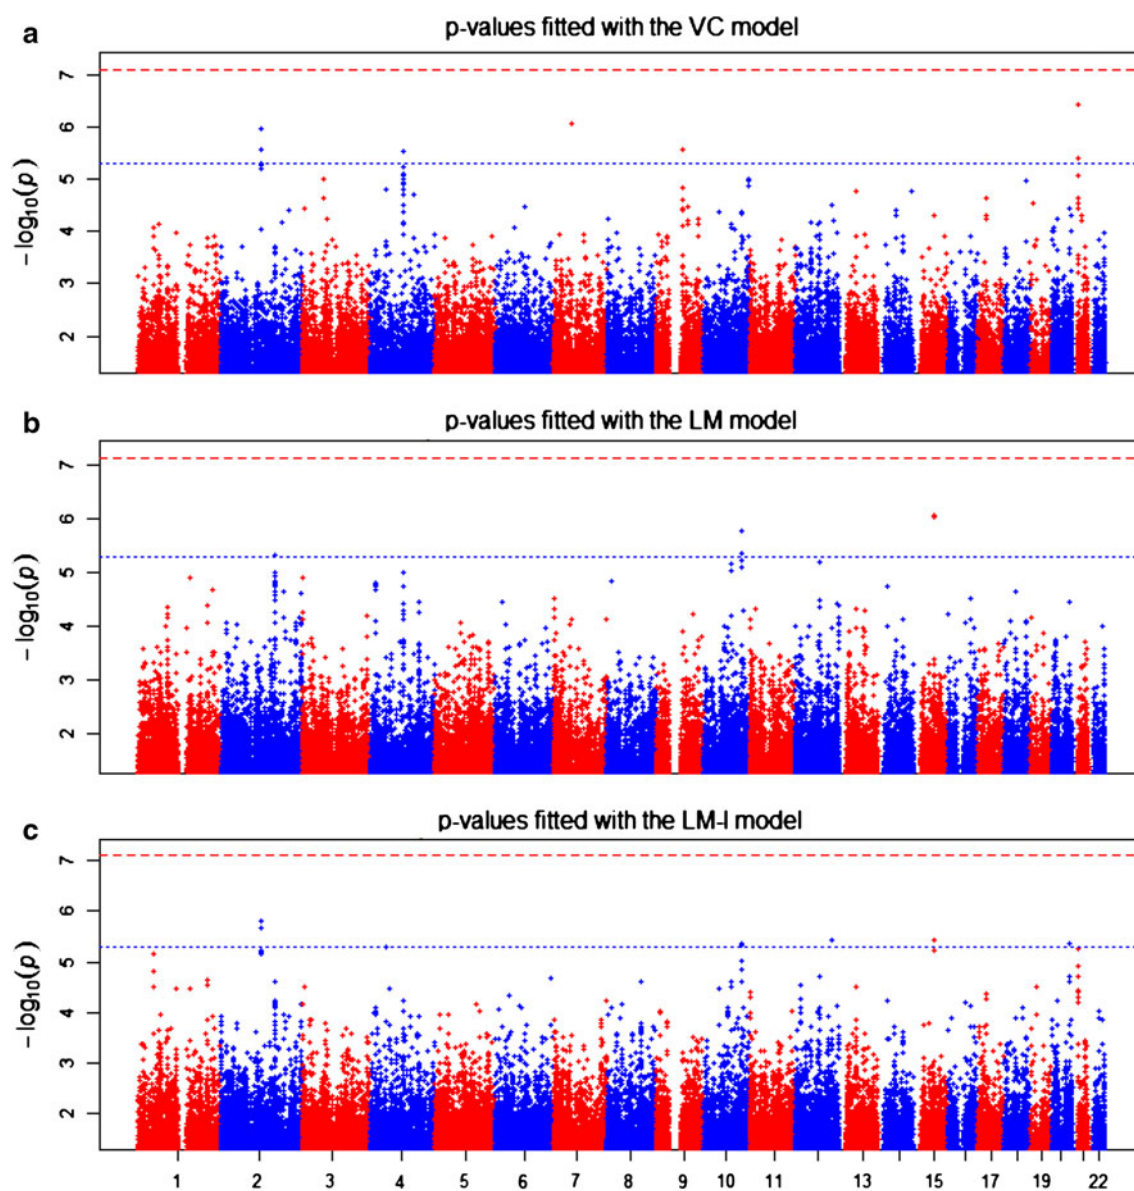 a
p-values fitted with the VC model
7
6
5
4
3
2
−log10(p)
b
p-values fitted with the LM model
7
6
5
4
3
2
−log10(p)
c
p-values fitted with the LM-I model
7
6
5
4
3
2
−log10(p)
1 2 3 4 5 6 7 8 9 10 11 13 15 17 19 22